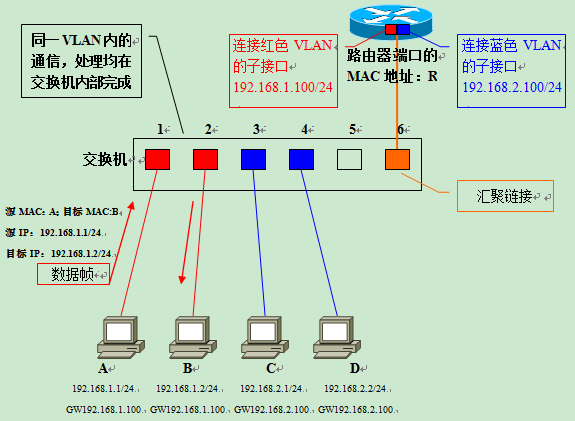 同一 VLAN 内的
通信，处理均在
交换机内部完成
连接红色 VLAN
的子接口
192.168.1.100/24
路由器端口的
MAC 地址：R
连接蓝色 VLAN
的子接口
192.168.2.100/24
1 2 3 4 5 6
交换机
汇聚链接
源 MAC：A; 目标 MAC:B
源 IP：192.168.1.1/24
目标 IP：192.168.1.2/24
数据帧
A B C D
192.168.1.1/24 192.168.1.2/24 192.168.2.1/24 192.168.2.2/24
GW192.168.1.100 GW192.168.1.100 GW192.168.2.100 GW192.168.2.100